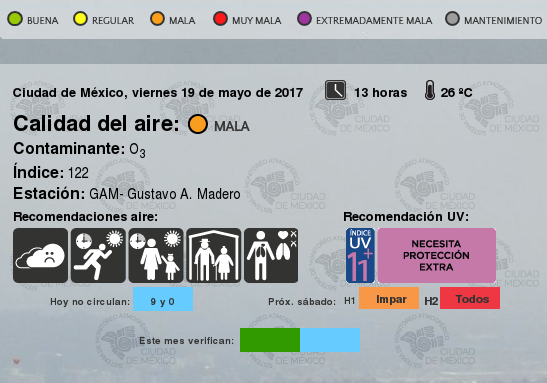 BUENA REGULAR MALA MUY MALA EXTREMADAMENTE MALA MANTENIMIENTO
Ciudad de México, viernes 19 de mayo de 2017 13 horas 26 ºC
Calidad del aire: MALA
Contaminante: O3
Índice: 122
Estación: GAM- Gustavo A. Madero
Recomendaciones aire: Recomendación UV:
ÍNDICE UV 11+ NECESITA PROTECCIÓN EXTRA
Hoy no circulan: 9 y 0 Próx. sábado: H1 Impar H2 Todos
Este mes verifican:
CIUDAD DE MÉXICO